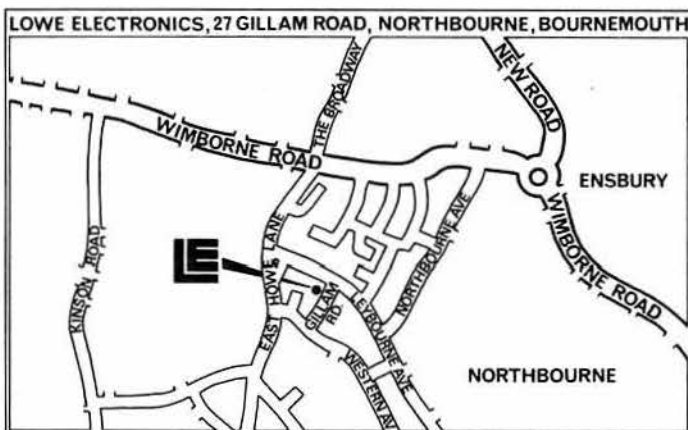 LOWE ELECTRONICS, 27 GILLAM ROAD, NORTHBOURNE, BOURNEMOUTH
THE BROADWAY
NEW ROAD
WIMBORNE ROAD
ENSBURY
WIMBORNE ROAD
KINSON ROAD
EAST HOWE LANE
NORTHBOURNE AVE
LE
GILLAM RD.
LEYBOURNE AVE
WESTERN AV
NORTHBOURNE